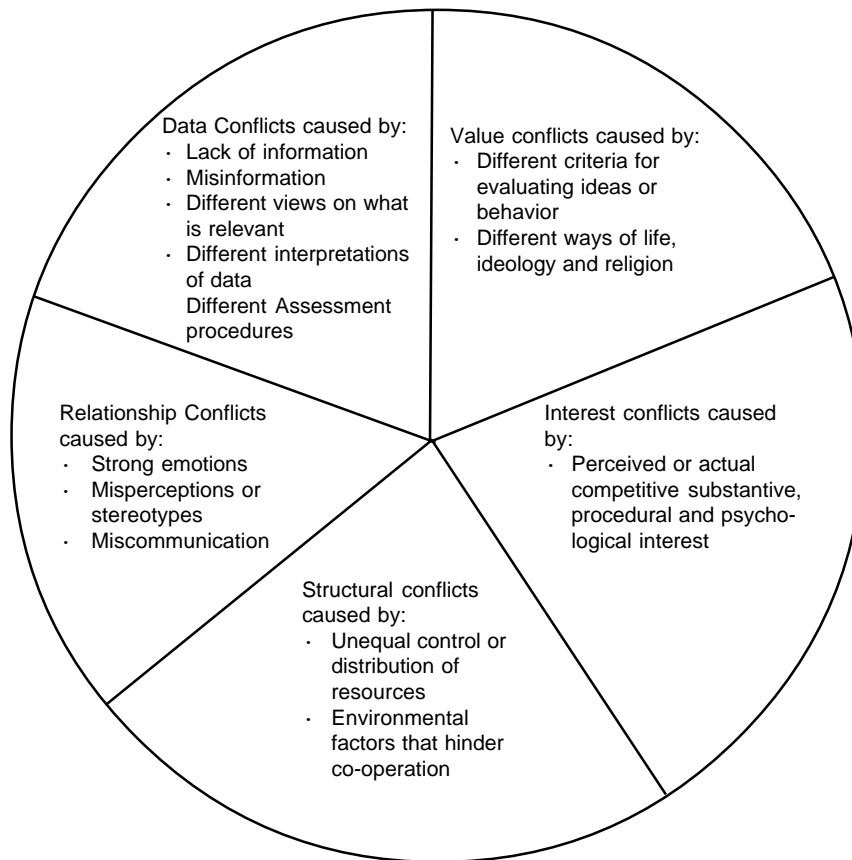 Data Conflicts caused by:
· Lack of information
· Misinformation
· Different views on what
is relevant
· Different interpretations
of data
Different Assessment
procedures
Value conflicts caused by:
· Different criteria for
evaluating ideas or
behavior
· Different ways of life,
ideology and religion
Relationship Conflicts
caused by:
· Strong emotions
· Misperceptions or
stereotypes
· Miscommunication
Interest conflicts caused
by:
· Perceived or actual
competitive substantive,
procedural and psycho-
logical interest
Structural conflicts
caused by:
· Unequal control or
distribution of
resources
· Environmental
factors that hinder
co-operation